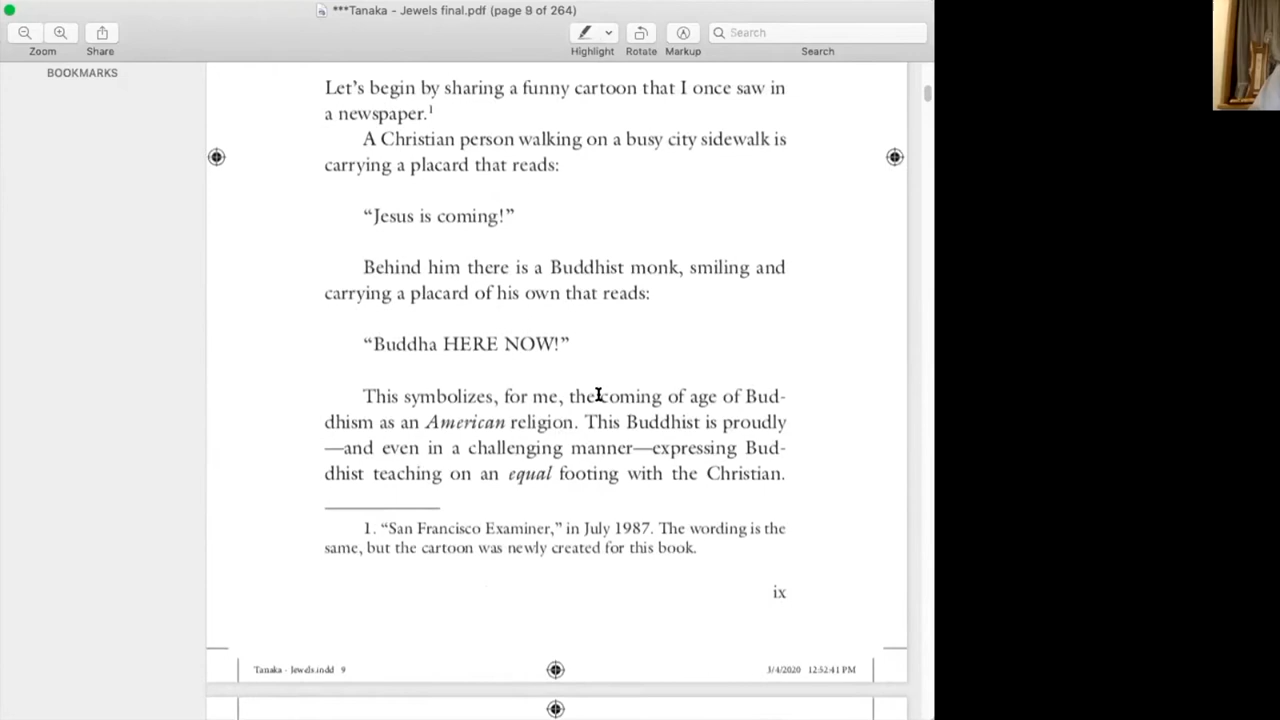 ***Tanaka - Jewels final.pdf (page 9 of 264)
Search
Zoom
Share
Highlight
Rotate
Markup
Search
BOOKMARKS
Let’s begin by sharing a funny cartoon that I once saw in
a newspaper.1
A Christian person walking on a busy city sidewalk is
carrying a placard that reads:
“Jesus is coming!”
Behind him there is a Buddhist monk, smiling and
carrying a placard of his own that reads:
“Buddha HERE NOW!”
This symbolizes, for me, the coming of age of Bud-
dhism as an American religion. This Buddhist is proudly
—and even in a challenging manner—expressing Bud-
dhist teaching on an equal footing with the Christian.
1. “San Francisco Examiner,” in July 1987. The wording is the
same, but the cartoon was newly created for this book.
ix
Tanaka - Jewels.indd 9
3/4/2020 12:52:41 PM